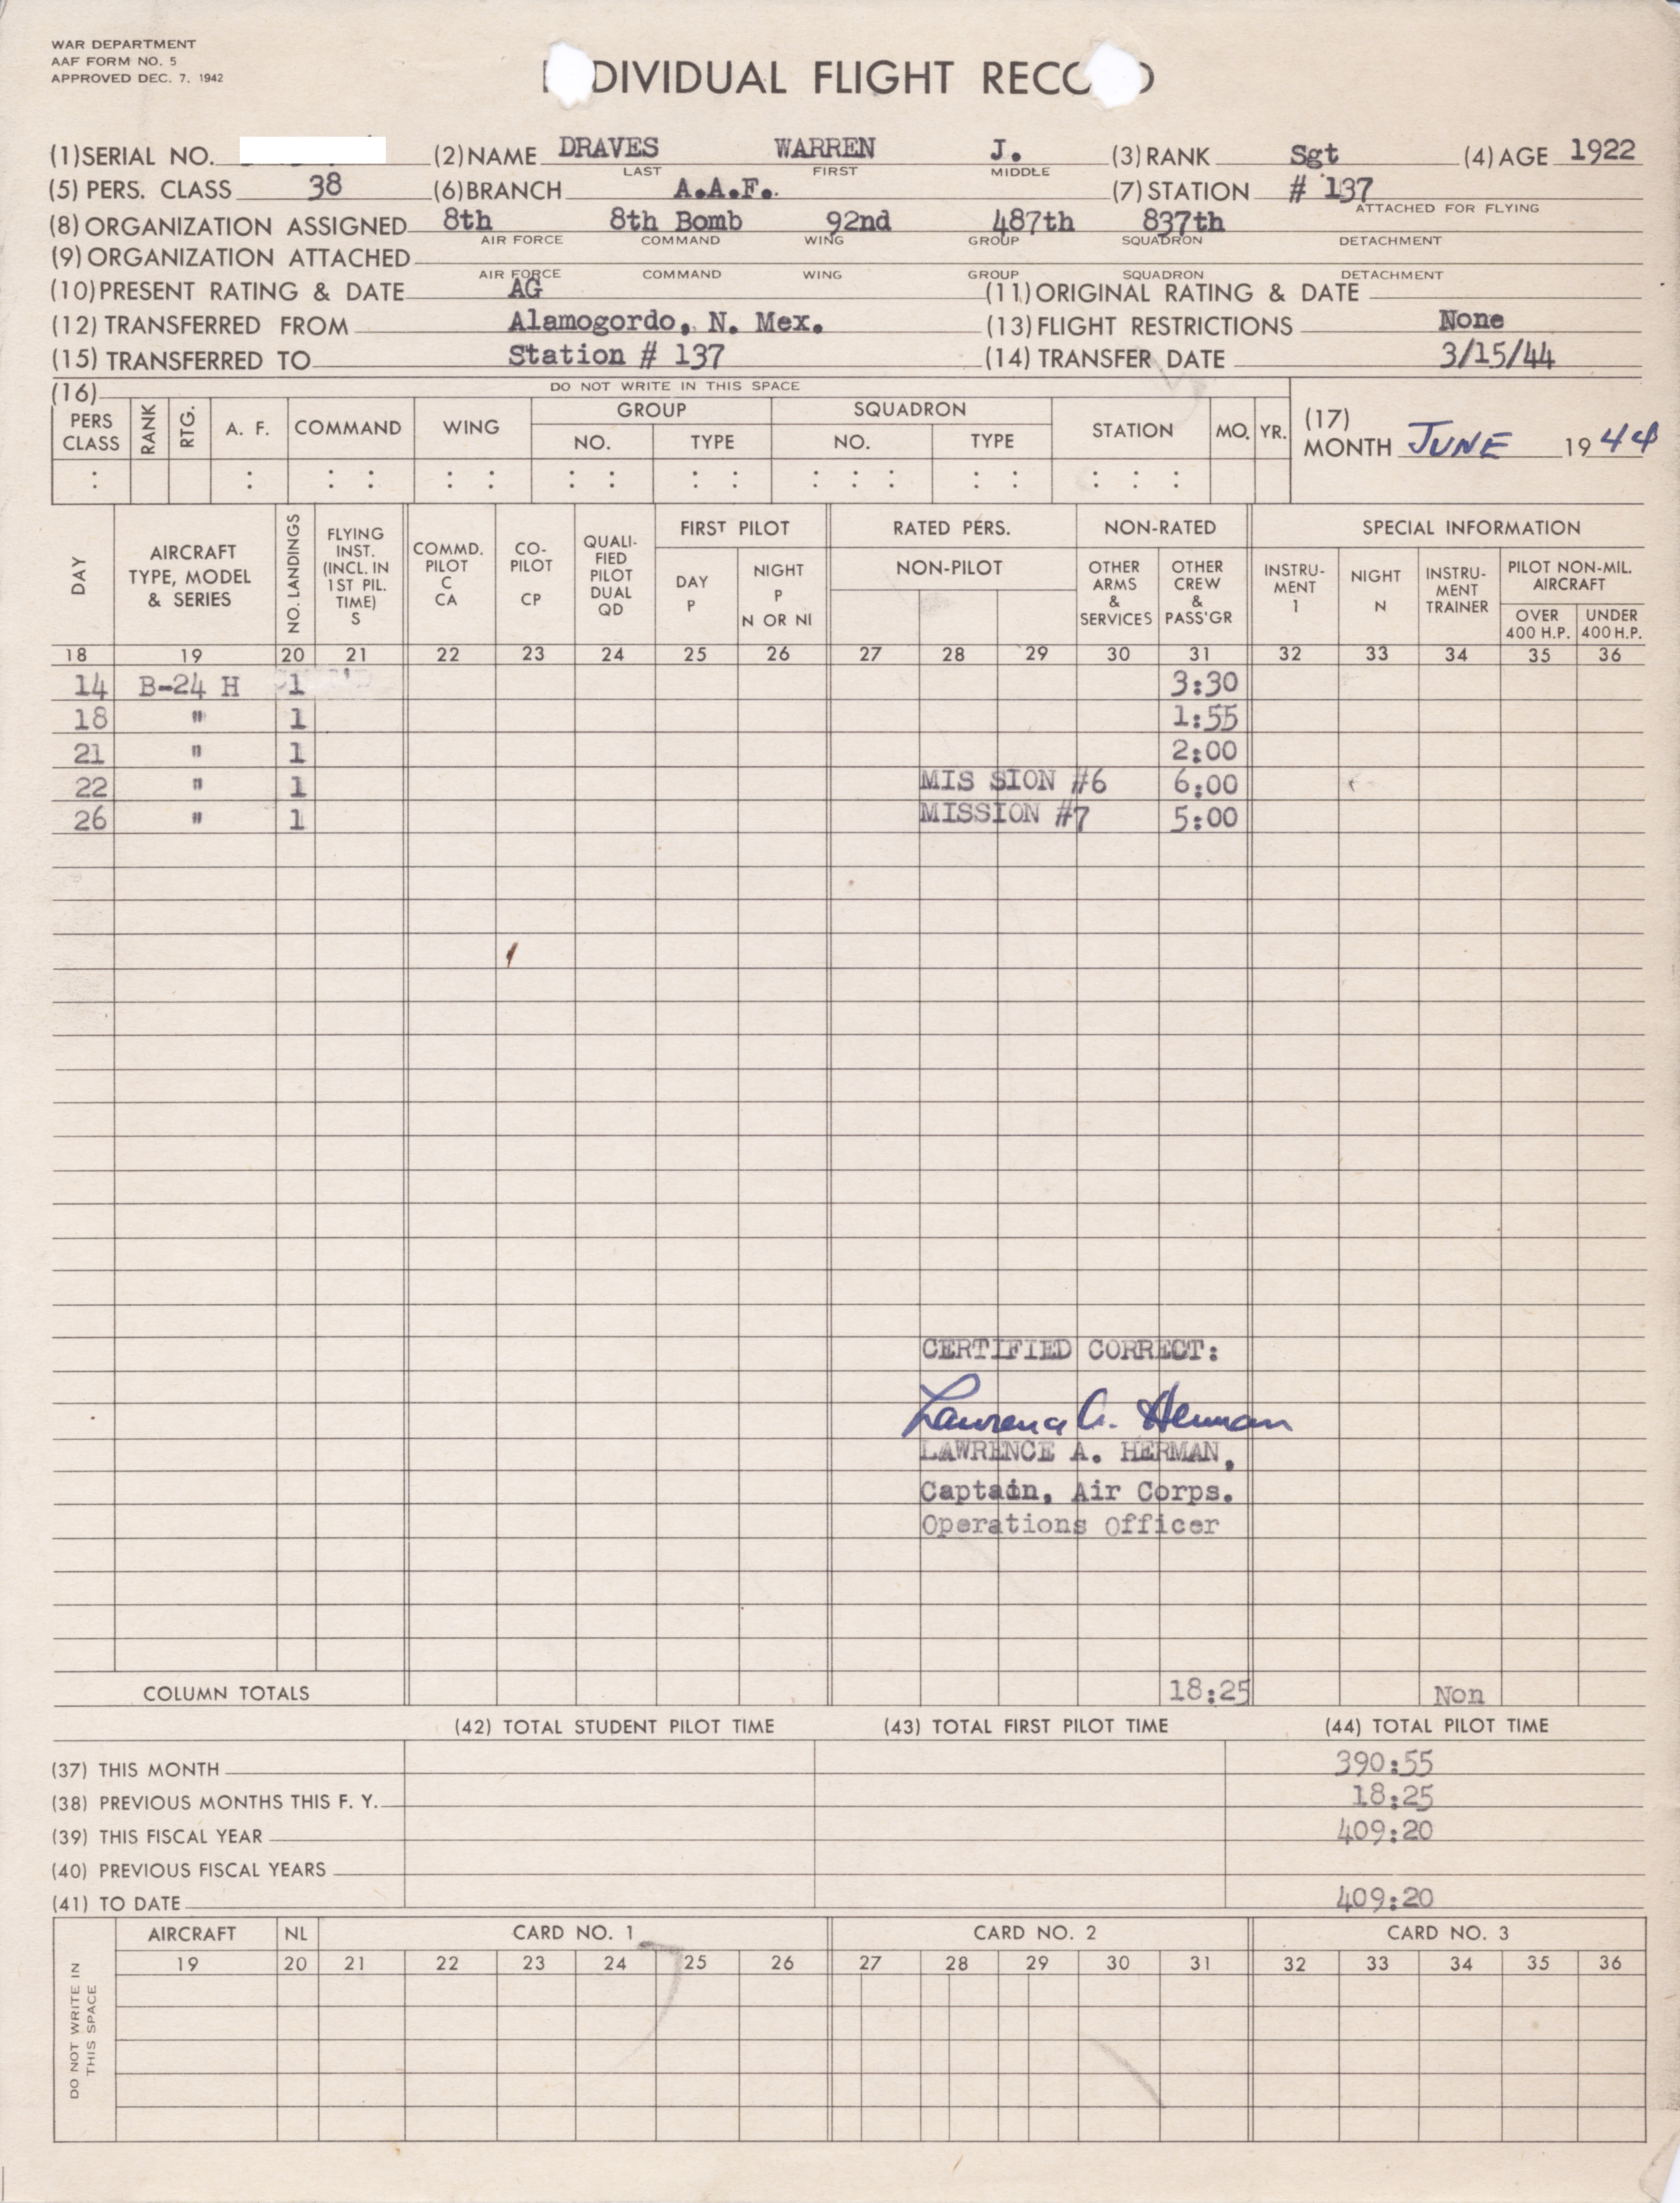 WAR DEPARTMENT
AAF FORM NO. 5
APPROVED DEC. 7, 1942
DIVIDUAL FLIGHT RECO D
(1) SERIAL NO. (2) NAME DRAVES WARREN J. (3) RANK Sgt (4) AGE 1922
LAST FIRST MIDDLE
(5) PERS. CLASS 38 (6) BRANCH A.A.F. (7) STATION # 137
ATTACHED FOR FLYING
(8) ORGANIZATION ASSIGNED 8th 8th Bomb 92nd 487th 837th
AIR FORCE COMMAND WING GROUP SQUADRON DETACHMENT
(9) ORGANIZATION ATTACHED
AIR FORCE COMMAND WING GROUP SQUADRON DETACHMENT
(10) PRESENT RATING & DATE AG (11) ORIGINAL RATING & DATE
(12) TRANSFERRED FROM Alamogordo, N. Mex. (13) FLIGHT RESTRICTIONS None
(15) TRANSFERRED TO Station # 137 (14) TRANSFER DATE 3/15/44
(16) DO NOT WRITE IN THIS SPACE
PERS CLASS RANK RTG. A. F. COMMAND WING GROUP NO. TYPE SQUADRON NO. TYPE STATION MO. YR. (17) MONTH JUNE 1944
: : : : : : : : : : : : : : : : :
DAY AIRCRAFT TYPE, MODEL & SERIES NO. LANDINGS FLYING INST. (INCL. IN 1ST PIL. TIME) S COMMD. PILOT C CA CO-PILOT CP QUALI-FIED PILOT DUAL QD FIRST PILOT DAY P NIGHT P N OR NI RATED PERS. NON-PILOT NON-RATED OTHER ARMS & SERVICES OTHER CREW & PASS'GR SPECIAL INFORMATION INSTRU-MENT I NIGHT N INSTRU-MENT TRAINER PILOT NON-MIL. AIRCRAFT OVER 400 H.P. UNDER 400 H.P.
18 19 20 21 22 23 24 25 26 27 28 29 30 31 32 33 34 35 36
14 B-24 H 1 3:30
18 " 1 1:55
21 " 1 2:00
22 " 1 MIS SION #6 6:00
26 " 1 MISSION #7 5:00
CERTIFIED CORRECT:
Lawrence A. Herman
LAWRENCE A. HERMAN,
Captain, Air Corps.
Operations Officer
COLUMN TOTALS 18:25 Non
(42) TOTAL STUDENT PILOT TIME (43) TOTAL FIRST PILOT TIME (44) TOTAL PILOT TIME
(37) THIS MONTH 390:55
(38) PREVIOUS MONTHS THIS F. Y. 18:25
(39) THIS FISCAL YEAR 409:20
(40) PREVIOUS FISCAL YEARS
(41) TO DATE 409:20
DO NOT WRITE IN THIS SPACE
AIRCRAFT NL CARD NO. 1 CARD NO. 2 CARD NO. 3
19 20 21 22 23 24 25 26 27 28 29 30 31 32 33 34 35 36